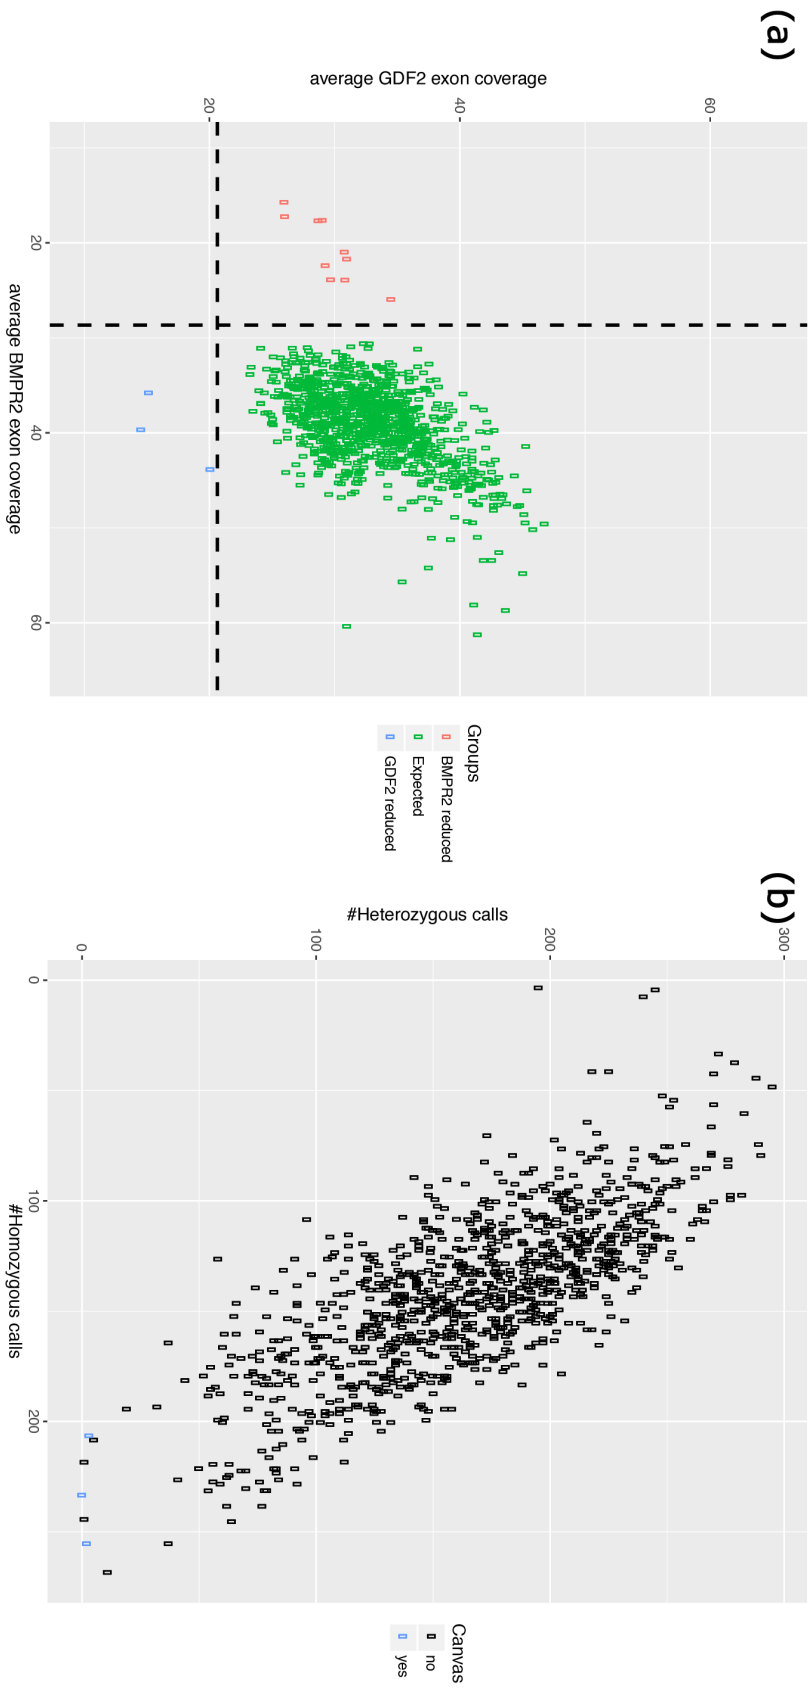 (a)
average GDF2 exon coverage
20
40
60
20
40
60
average BMPR2 exon coverage
Groups
BMPR2 reduced
Expected
GDF2 reduced
(b)
#Heterozygous calls
0
100
200
300
0
100
200
#Homozygous calls
Canvas
no
yes